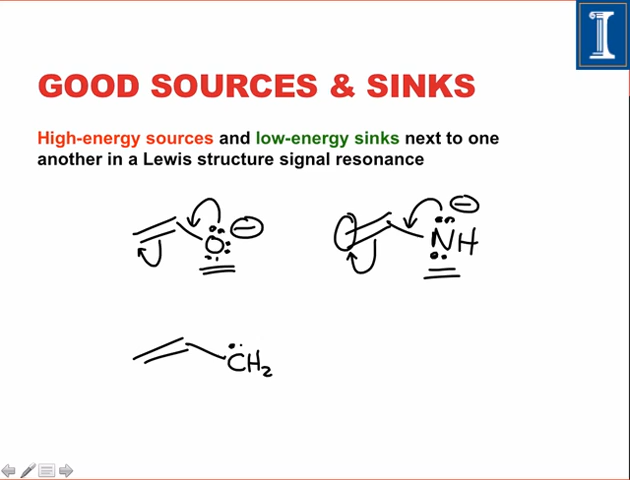 GOOD SOURCES & SINKS
High-energy sources and low-energy sinks next to one
another in a Lewis structure signal resonance
O
NH
CH₂
I